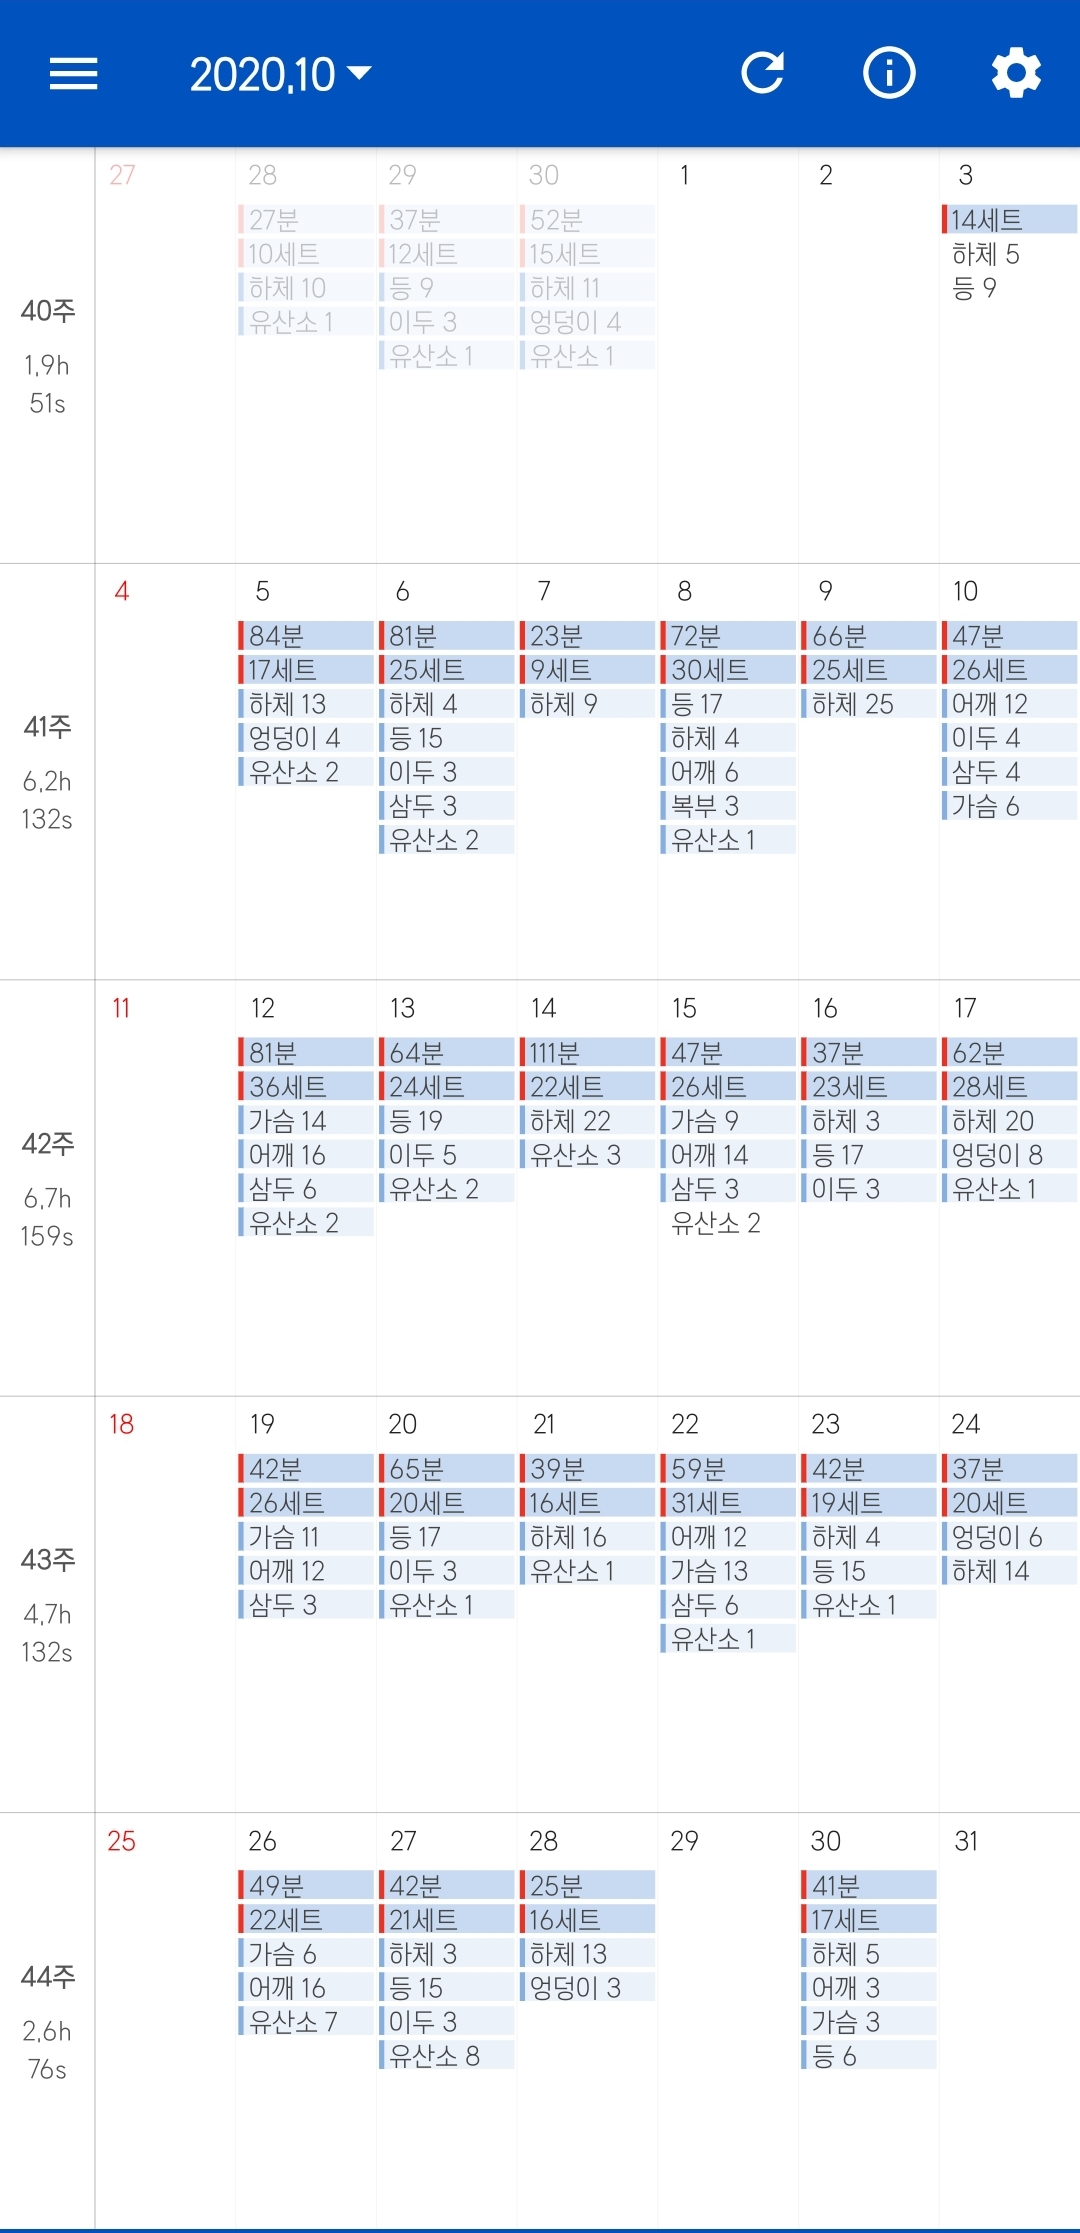 2020.10
27
28
27분
10세트
하체 10
유산소 1
29
37분
12세트
등 9
이두 3
유산소 1
30
52분
15세트
하체 11
엉덩이 4
유산소 1
1
2
3
14세트
하체 5
등 9
40주
1.9h
51s
4
5
84분
17세트
하체 13
엉덩이 4
유산소 2
6
81분
25세트
하체 4
등 15
이두 3
삼두 3
유산소 2
7
23분
9세트
하체 9
8
72분
30세트
등 17
하체 4
어깨 6
복부 3
유산소 1
9
66분
25세트
하체 25
10
47분
26세트
어깨 12
이두 4
삼두 4
가슴 6
41주
6.2h
132s
11
12
81분
36세트
가슴 14
어깨 16
삼두 6
유산소 2
13
64분
24세트
등 19
이두 5
유산소 2
14
111분
22세트
하체 22
유산소 3
15
47분
26세트
가슴 9
어깨 14
삼두 3
유산소 2
16
37분
23세트
하체 3
등 17
이두 3
17
62분
28세트
하체 20
엉덩이 8
유산소 1
42주
6.7h
159s
18
19
42분
26세트
가슴 11
어깨 12
삼두 3
20
65분
20세트
등 17
이두 3
유산소 1
21
39분
16세트
하체 16
유산소 1
22
59분
31세트
어깨 12
가슴 13
삼두 6
유산소 1
23
42분
19세트
하체 4
등 15
유산소 1
24
37분
20세트
엉덩이 6
하체 14
43주
4.7h
132s
25
26
49분
22세트
가슴 6
어깨 16
유산소 7
27
42분
21세트
하체 3
등 15
이두 3
유산소 8
28
25분
16세트
하체 13
엉덩이 3
29
30
41분
17세트
하체 5
어깨 3
가슴 3
등 6
31
44주
2.6h
76s